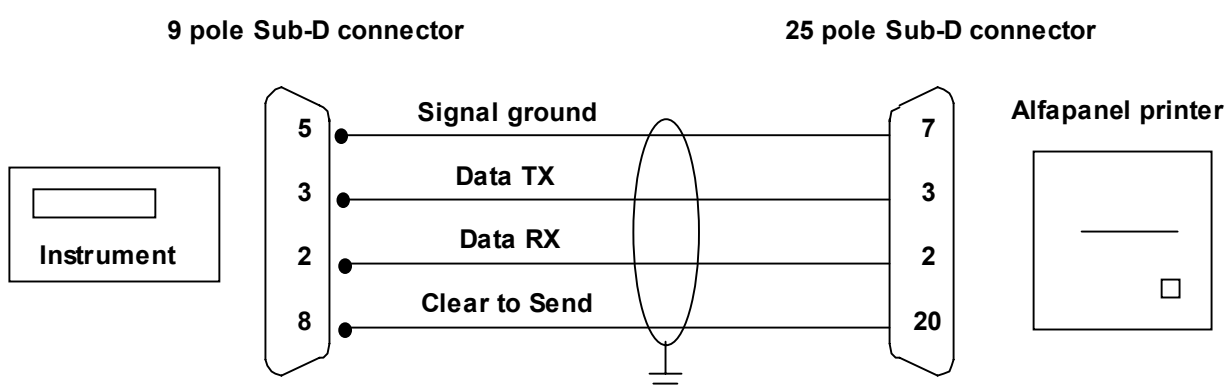 9 pole Sub-D connector
25 pole Sub-D connector
Alfapanel printer
5 Signal ground 7
3 Data TX 3
Data RX
Instrument 2 2
Clear to Send
8 20